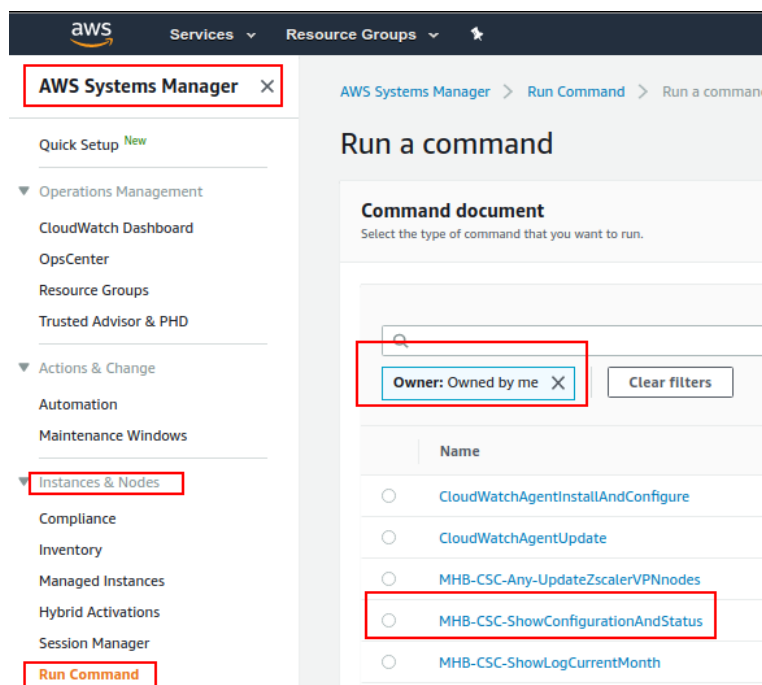 aws Services Resource Groups
AWS Systems Manager
Quick Setup New
Operations Management
CloudWatch Dashboard
OpsCenter
Resource Groups
Trusted Advisor & PHD
Actions & Change
Automation
Maintenance Windows
Instances & Nodes
Compliance
Inventory
Managed Instances
Hybrid Activations
Session Manager
Run Command
AWS Systems Manager > Run Command > Run a comman
Run a command
Command document
Select the type of command that you want to run.
Owner: Owned by me
Clear filters
Name
CloudWatchAgentInstallAndConfigure
CloudWatchAgentUpdate
MHB-CSC-Any-UpdateZscalerVPNnodes
MHB-CSC-ShowConfigurationAndStatus
MHB-CSC-ShowLogCurrentMonth